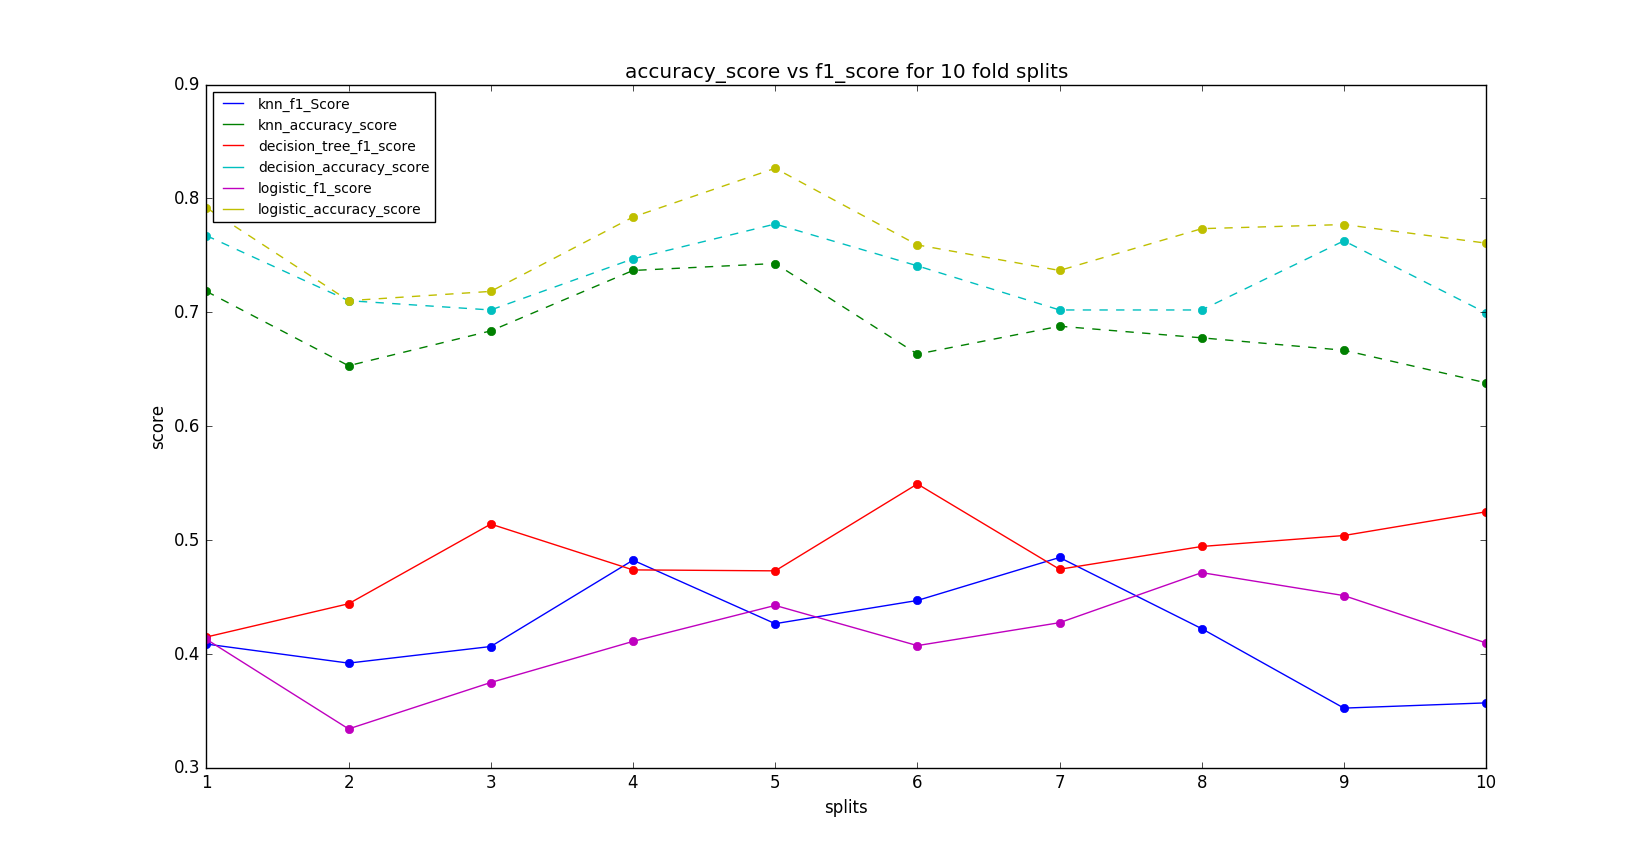 accuracy_score vs f1_score for 10 fold splits
0.9
knn_f1_Score
knn_accuracy_score
decision_tree_f1_score
decision_accuracy_score
logistic_f1_score
logistic_accuracy_score
0.8
0.7
0.6
score
0.5
0.4
0.3
1 2 3 4 5 6 7 8 9 10
splits